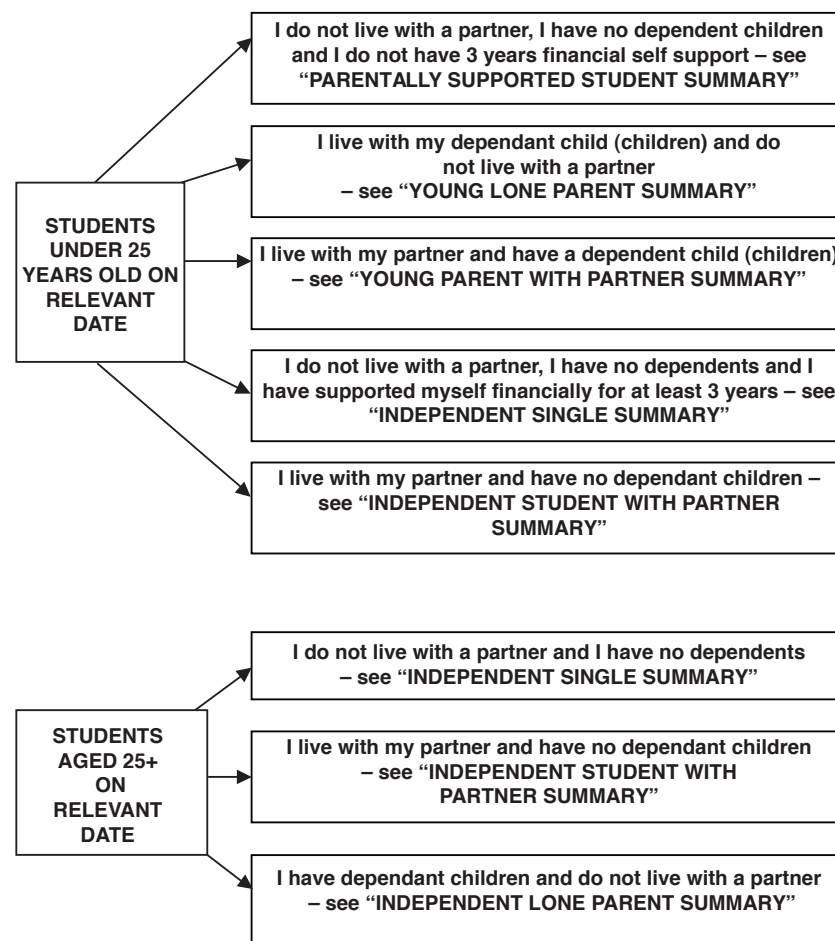 I do not live with a partner, I have no dependent children
and I do not have 3 years financial self support – see
“PARENTALLY SUPPORTED STUDENT SUMMARY”
I live with my dependant child (children) and do
not live with a partner
– see “YOUNG LONE PARENT SUMMARY”
STUDENTS
UNDER 25
YEARS OLD ON
RELEVANT
DATE
I live with my partner and have a dependent child (children)
– see “YOUNG PARENT WITH PARTNER SUMMARY”
I do not live with a partner, I have no dependents and I
have supported myself financially for at least 3 years – see
“INDEPENDENT SINGLE SUMMARY”
I live with my partner and have no dependant children –
see “INDEPENDENT STUDENT WITH PARTNER
SUMMARY”
I do not live with a partner and I have no dependents
– see “INDEPENDENT SINGLE SUMMARY”
STUDENTS
AGED 25+
ON
RELEVANT
DATE
I live with my partner and have no dependant children
– see “INDEPENDENT STUDENT WITH
PARTNER SUMMARY”
I have dependant children and do not live with a partner
– see “INDEPENDENT LONE PARENT SUMMARY”